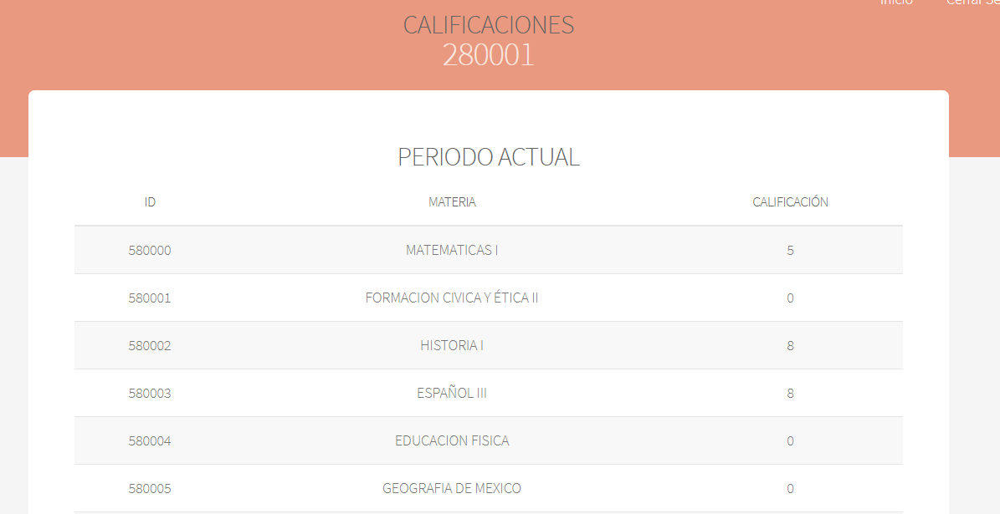 Inicio Cerrar Se
CALIFICACIONES
280001
PERIODO ACTUAL
ID MATERIA CALIFICACIÓN
580000 MATEMATICAS I 5
580001 FORMACION CIVICA Y ÉTICA II 0
580002 HISTORIA I 8
580003 ESPAÑOL III 8
580004 EDUCACION FISICA 0
580005 GEOGRAFIA DE MEXICO 0